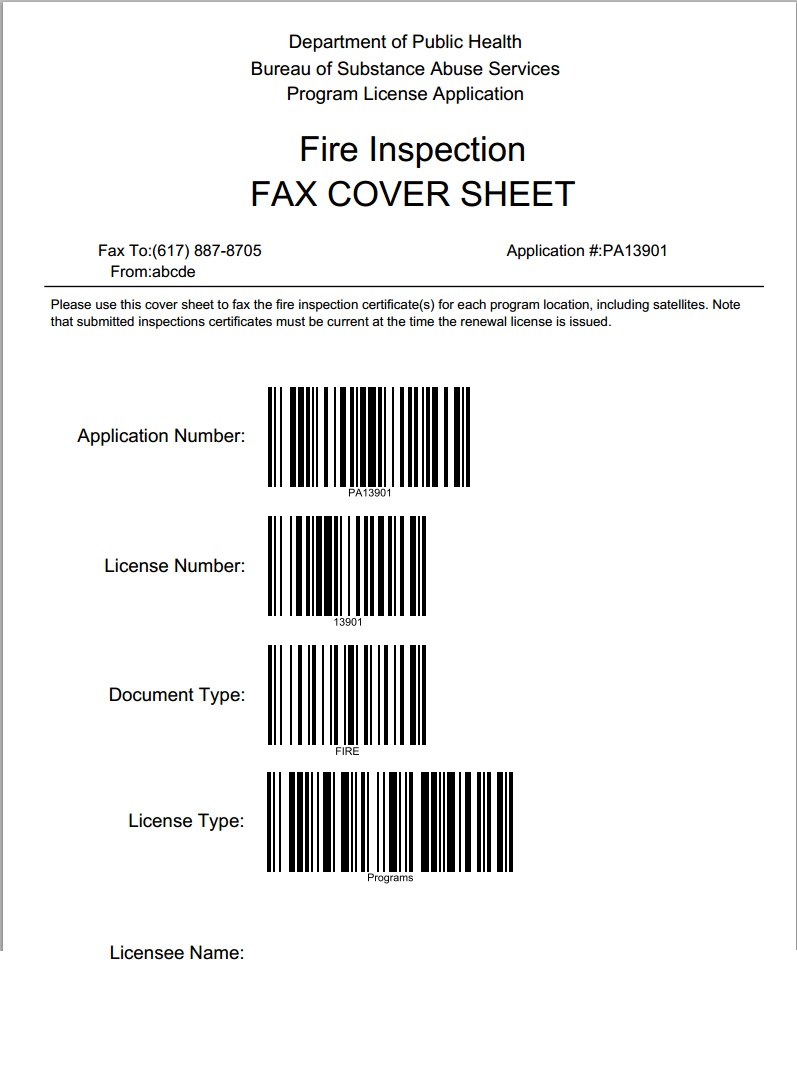 Department of Public Health
Bureau of Substance Abuse Services
Program License Application
Fire Inspection
FAX COVER SHEET
Fax To:(617) 887-8705 Application #:PA13901
From:abcde
Please use this cover sheet to fax the fire inspection certificate(s) for each program location, including satellites. Note
that submitted inspections certificates must be current at the time the renewal license is issued.
Application Number:
PA13901
License Number:
13901
Document Type:
FIRE
License Type:
Programs
Licensee Name: